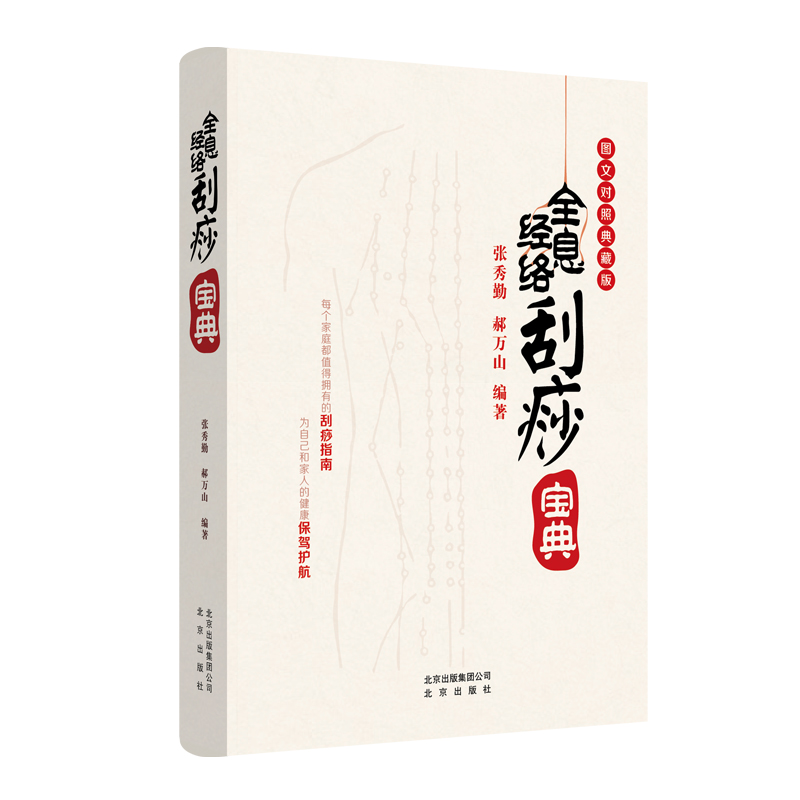 全息
经络
刮痧
宝典
张秀勤 郝万山 编著
北京出版集团公司
北京出版社
图文对照典藏版
全息
经络
刮痧
宝典
张秀勤 郝万山 编著
每个家庭都值得拥有的刮痧指南
为自己和家人的健康保驾护航
北京出版集团公司
北京出版社